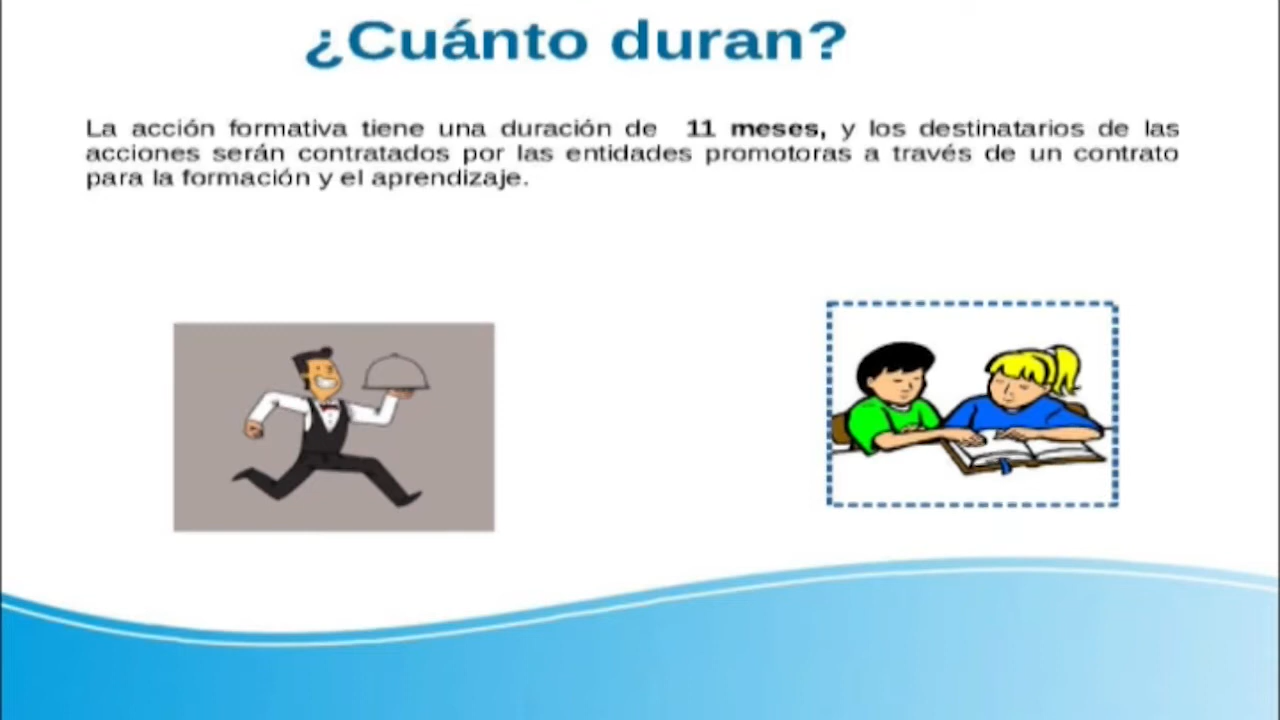 ¿Cuánto duran?
La acción formativa tiene una duración de 11 meses, y los destinatarios de las
acciones serán contratados por las entidades promotoras a través de un contrato
para la formación y el aprendizaje.